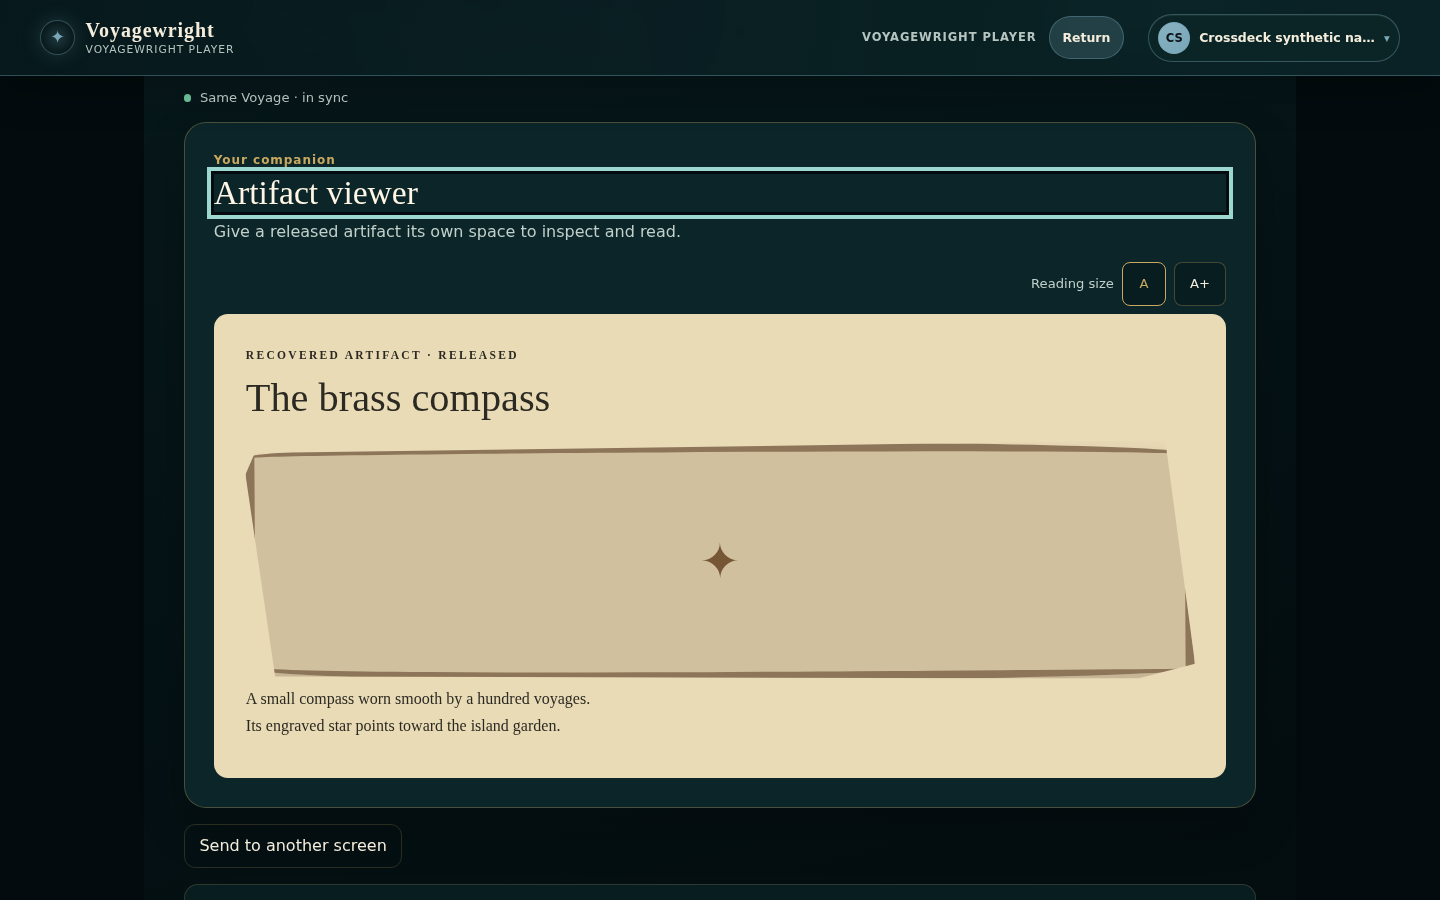 Voyagewright
VOYAGEWRIGHT PLAYER
VOYAGEWRIGHT PLAYER
Return
CS
Crossdeck synthetic na…
Same Voyage · in sync
Your companion
Artifact viewer
Give a released artifact its own space to inspect and read.
Reading size
A
A+
RECOVERED ARTIFACT · RELEASED
The brass compass
A small compass worn smooth by a hundred voyages.
Its engraved star points toward the island garden.
Send to another screen